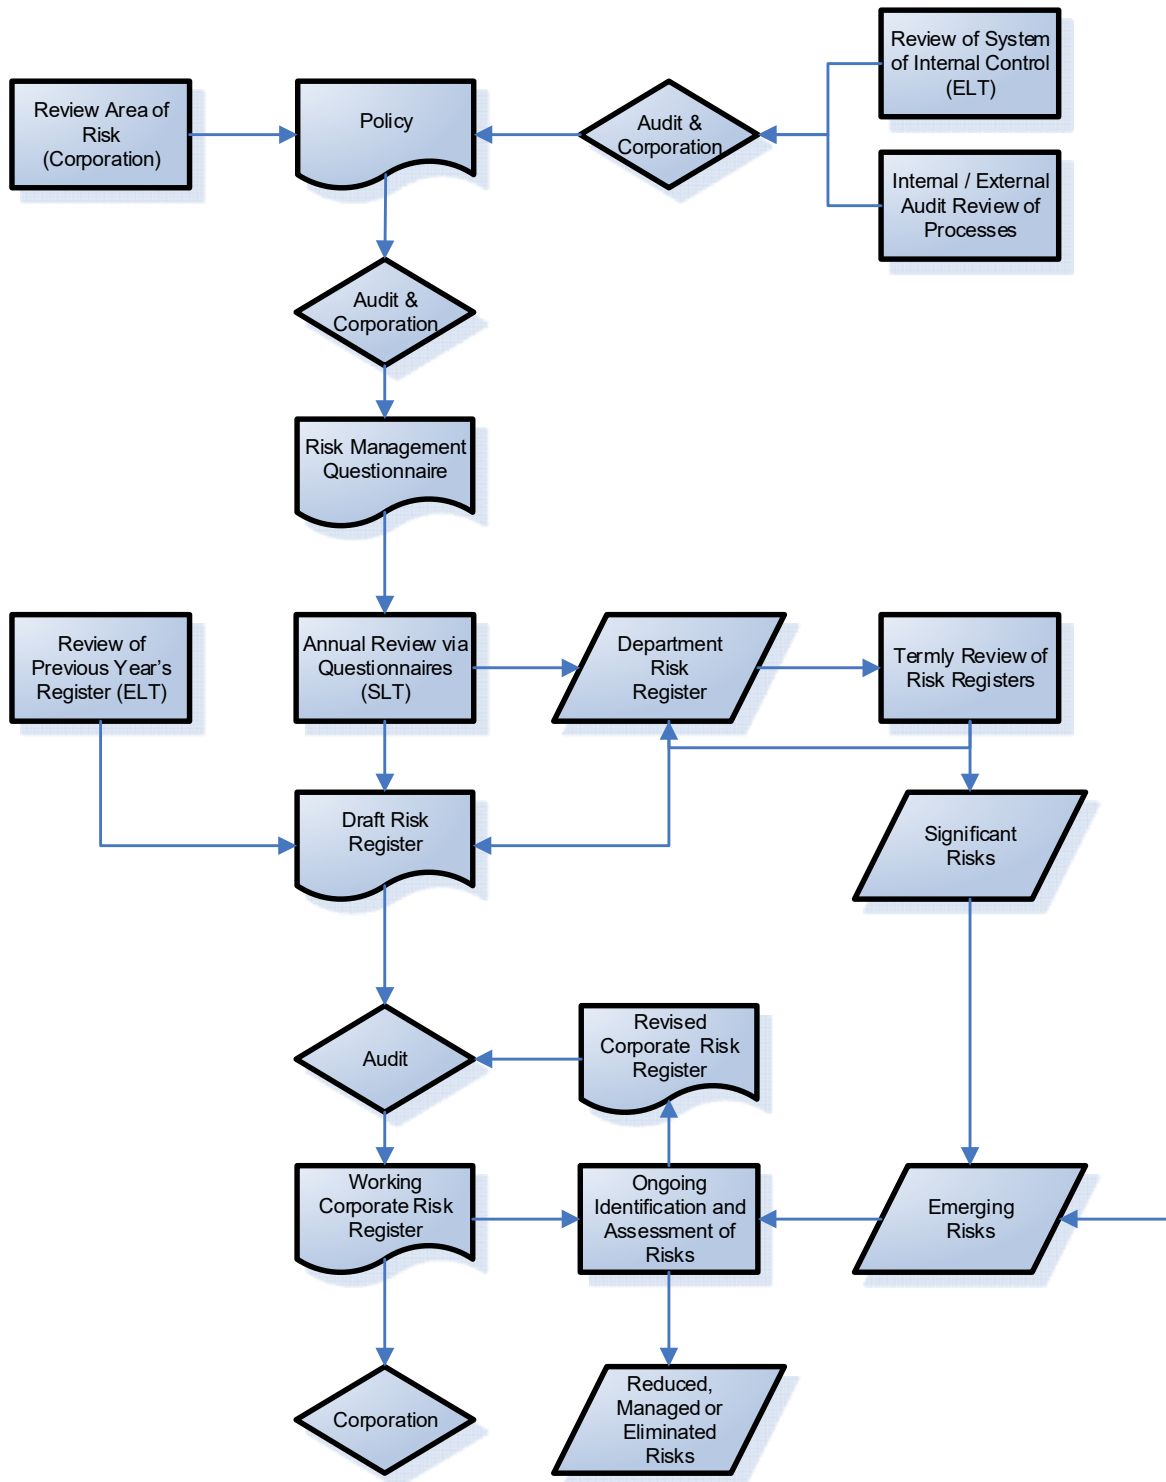 Review of System
of Internal Control
(ELT)
Review Area of
Risk
(Corporation)
Policy
Audit &
Corporation
Internal / External
Audit Review of
Processes
Audit &
Corporation
Risk Management
Questionnaire
Review of
Previous Year's
Register (ELT)
Annual Review via
Questionnaires
(SLT)
Department
Risk
Register
Termly Review of
Risk Registers
Draft Risk
Register
Significant
Risks
Audit
Revised
Corporate Risk
Register
Working
Corporate Risk
Register
Ongoing
Identification and
Assessment of
Risks
Emerging
Risks
Corporation
Reduced,
Managed or
Eliminated
Risks